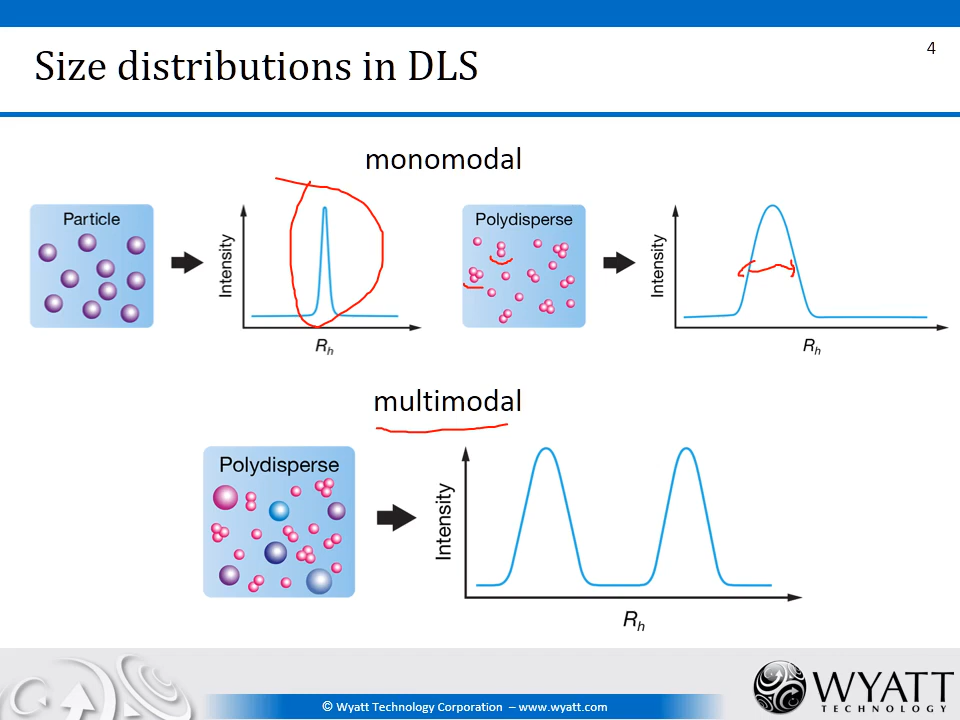 Size distributions in DLS
4
monomodal
Particle
Intensity
Rh
Polydisperse
Intensity
Rh
multimodal
Polydisperse
Intensity
Rh
© Wyatt Technology Corporation – www.wyatt.com
WYATT
TECHNOLOGY